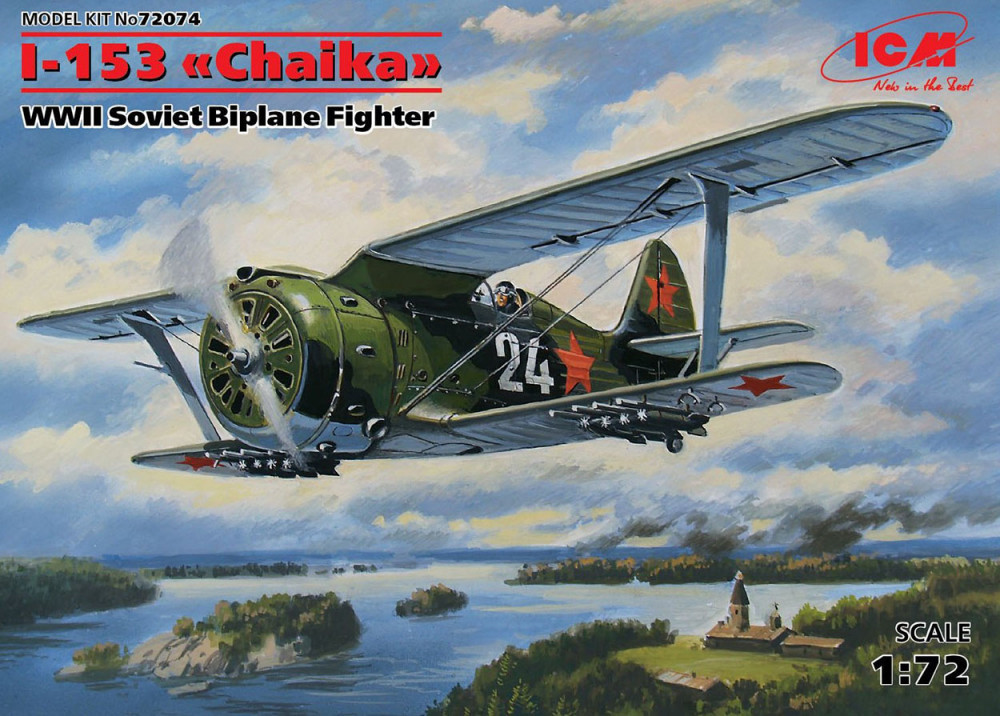 MODEL KIT No72074
I-153 «Chaika»
WWII Soviet Biplane Fighter
ICM
New in the Best
24
SCALE
1:72